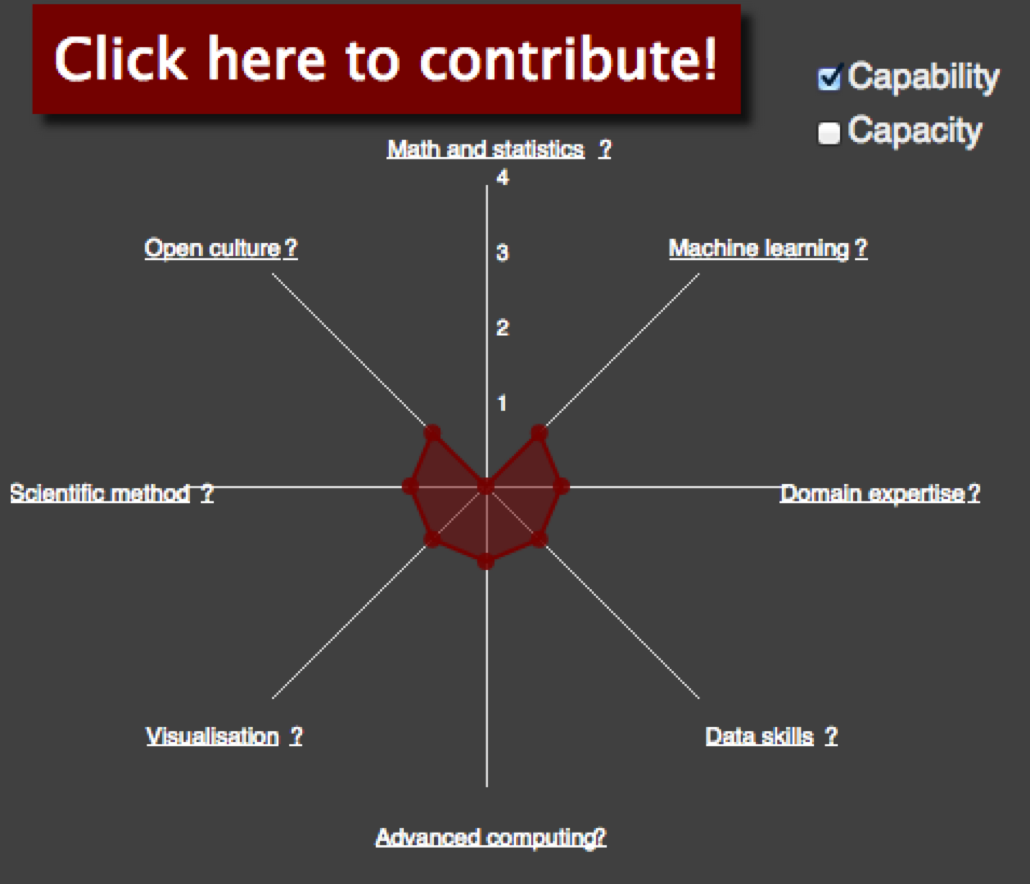 Click here to contribute!
Capability
Capacity
Math and statistics ?
4
Open culture ?
Machine learning ?
3
2
1
Scientific method ?
Domain expertise ?
Visualisation ?
Data skills ?
Advanced computing?